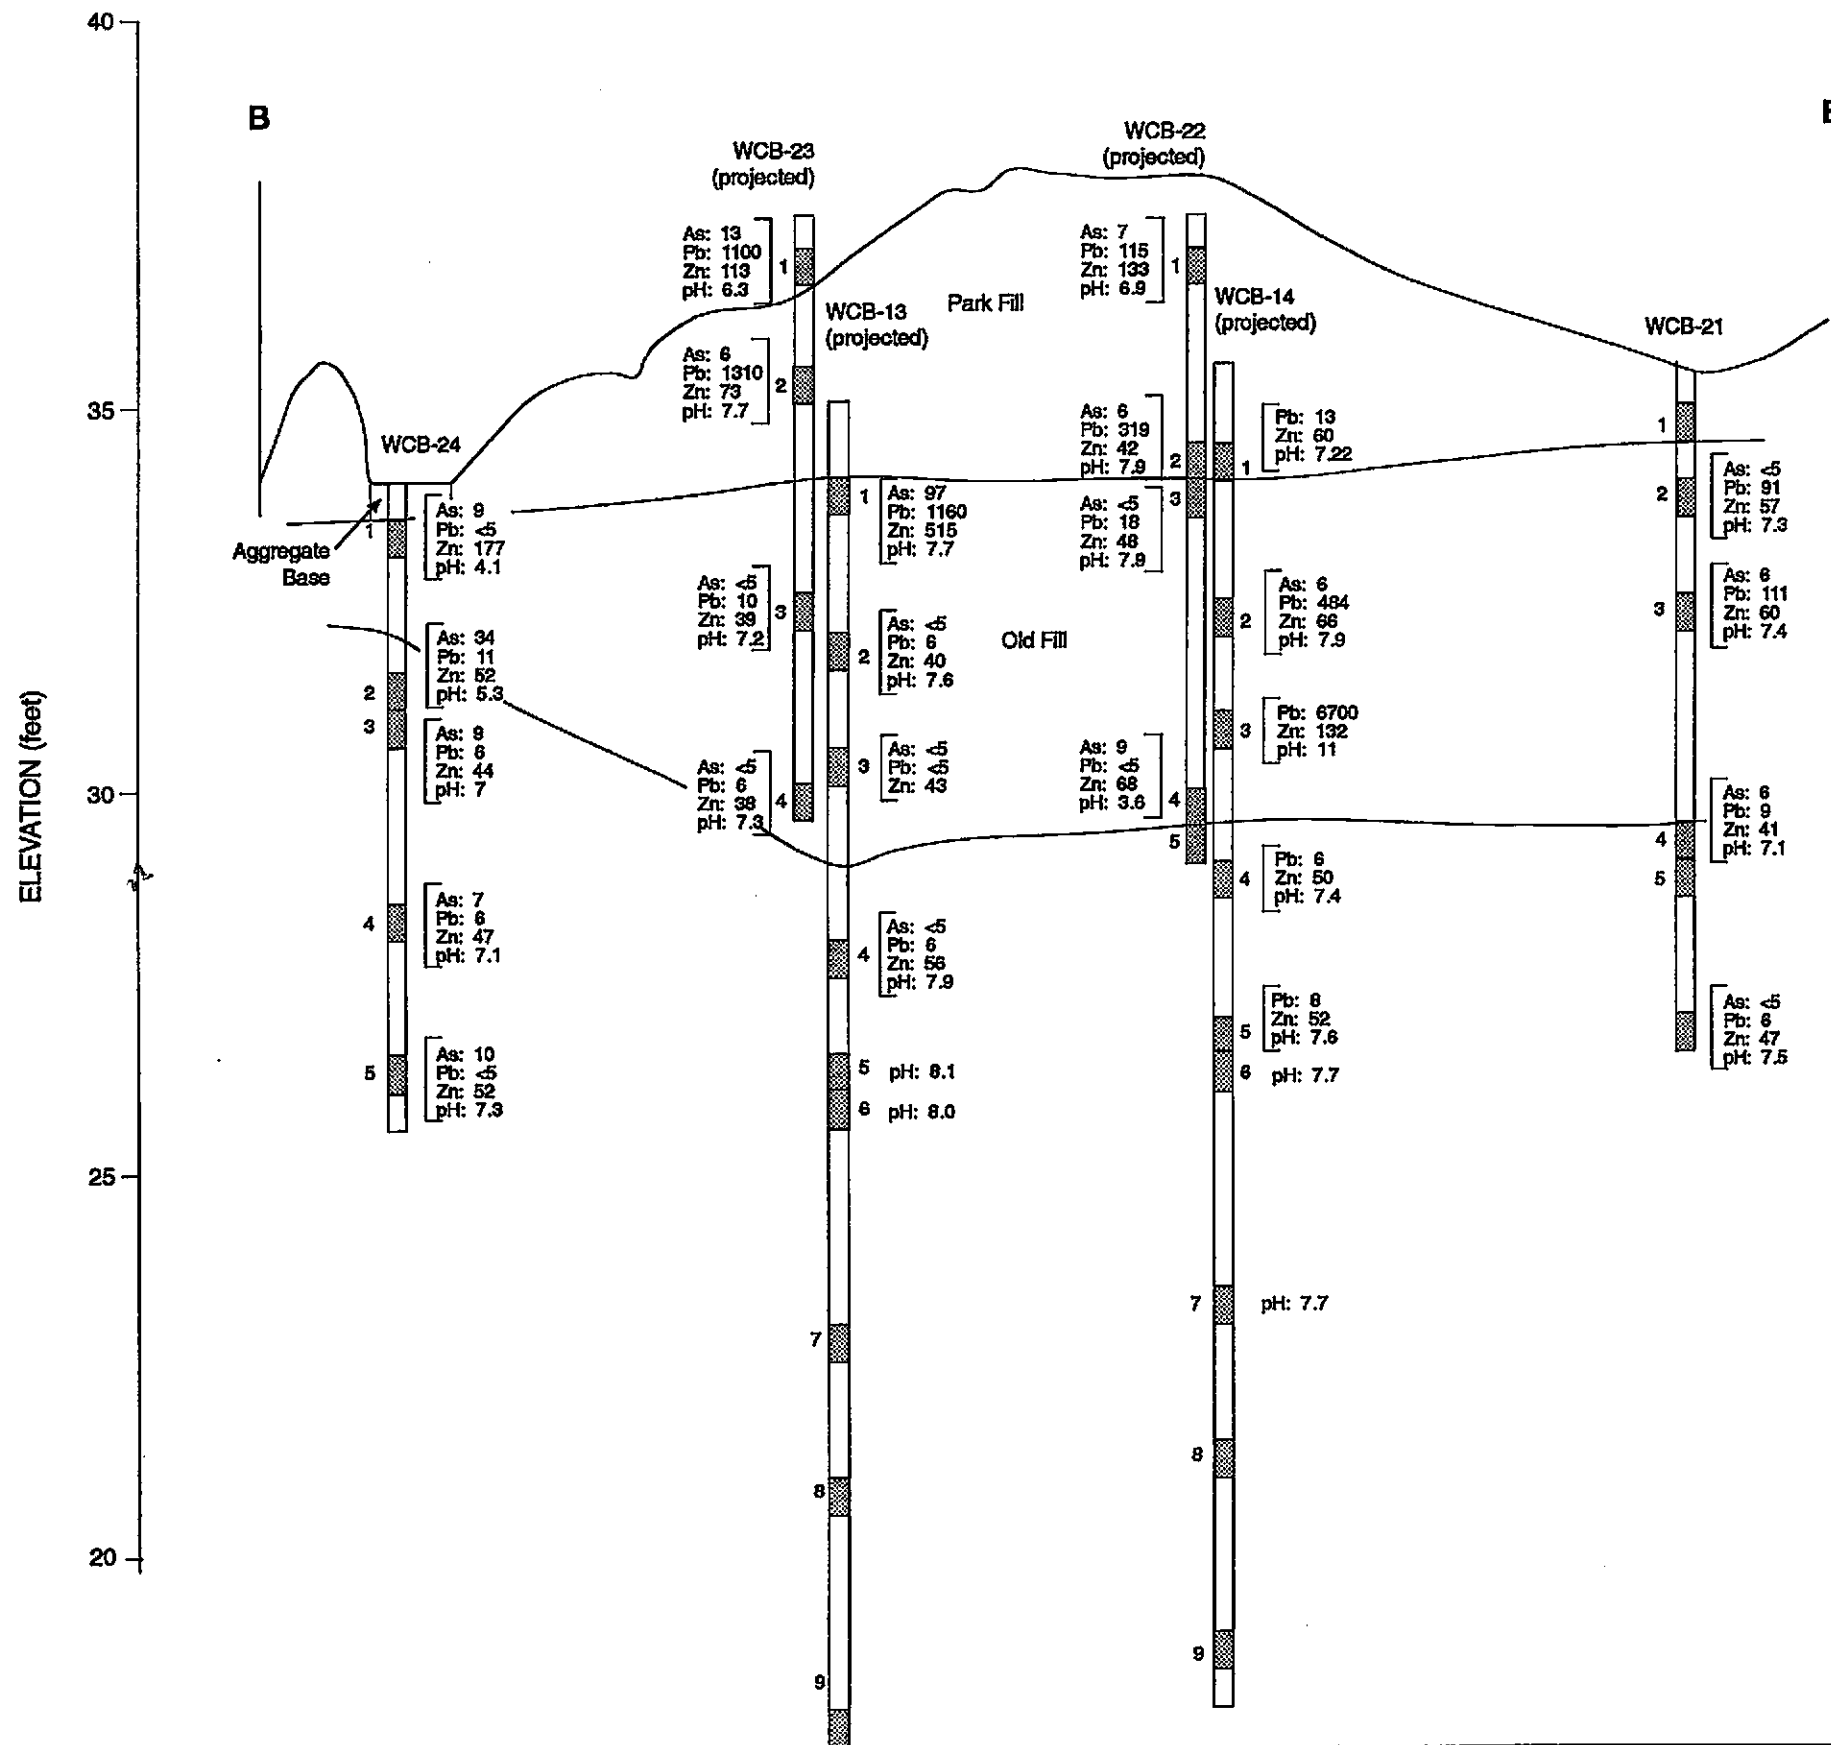 40
35
30
25
20
ELEVATION (feet)
B
WCB-24
Aggregate
Base
1
As: 9
Pb: <5
Zn: 177
pH: 4.1
2
As: 34
Pb: 11
Zn: 52
pH: 5.3
3
As: 9
Pb: 6
Zn: 44
pH: 7
4
As: 7
Pb: 6
Zn: 47
pH: 7.1
5
As: 10
Pb: <5
Zn: 52
pH: 7.3
WCB-23
(projected)
As: 13
Pb: 1100
Zn: 113
pH: 6.3
1
As: 6
Pb: 1310
Zn: 73
pH: 7.7
2
As: <5
Pb: 10
Zn: 39
pH: 7.2
3
As: <5
Pb: 6
Zn: 38
pH: 7.3
4
WCB-13
(projected)
1
As: 97
Pb: 1160
Zn: 515
pH: 7.7
2
As: <5
Pb: 6
Zn: 40
pH: 7.6
3
As: <5
Pb: <5
Zn: 43
4
As: <5
Pb: 6
Zn: 56
pH: 7.9
5 pH: 8.1
6 pH: 8.0
7
8
9
Park Fill
Old Fill
WCB-22
(projected)
As: 7
Pb: 115
Zn: 133
pH: 6.9
1
As: 6
Pb: 319
Zn: 42
pH: 7.9
2
3
As: <5
Pb: 18
Zn: 48
pH: 7.9
As: 9
Pb: <5
Zn: 68
pH: 3.6
4
5
WCB-14
(projected)
1
Pb: 13
Zn: 60
pH: 7.22
2
As: 6
Pb: 484
Zn: 66
pH: 7.9
3
Pb: 6700
Zn: 132
pH: 11
4
Pb: 6
Zn: 50
pH: 7.4
5
Pb: 8
Zn: 52
pH: 7.6
6 pH: 7.7
7 pH: 7.7
8
9
WCB-21
1
2
As: <5
Pb: 91
Zn: 57
pH: 7.3
3
As: 6
Pb: 111
Zn: 60
pH: 7.4
4
As: 6
Pb: 9
Zn: 41
pH: 7.1
5
As: <5
Pb: 6
Zn: 47
pH: 7.5